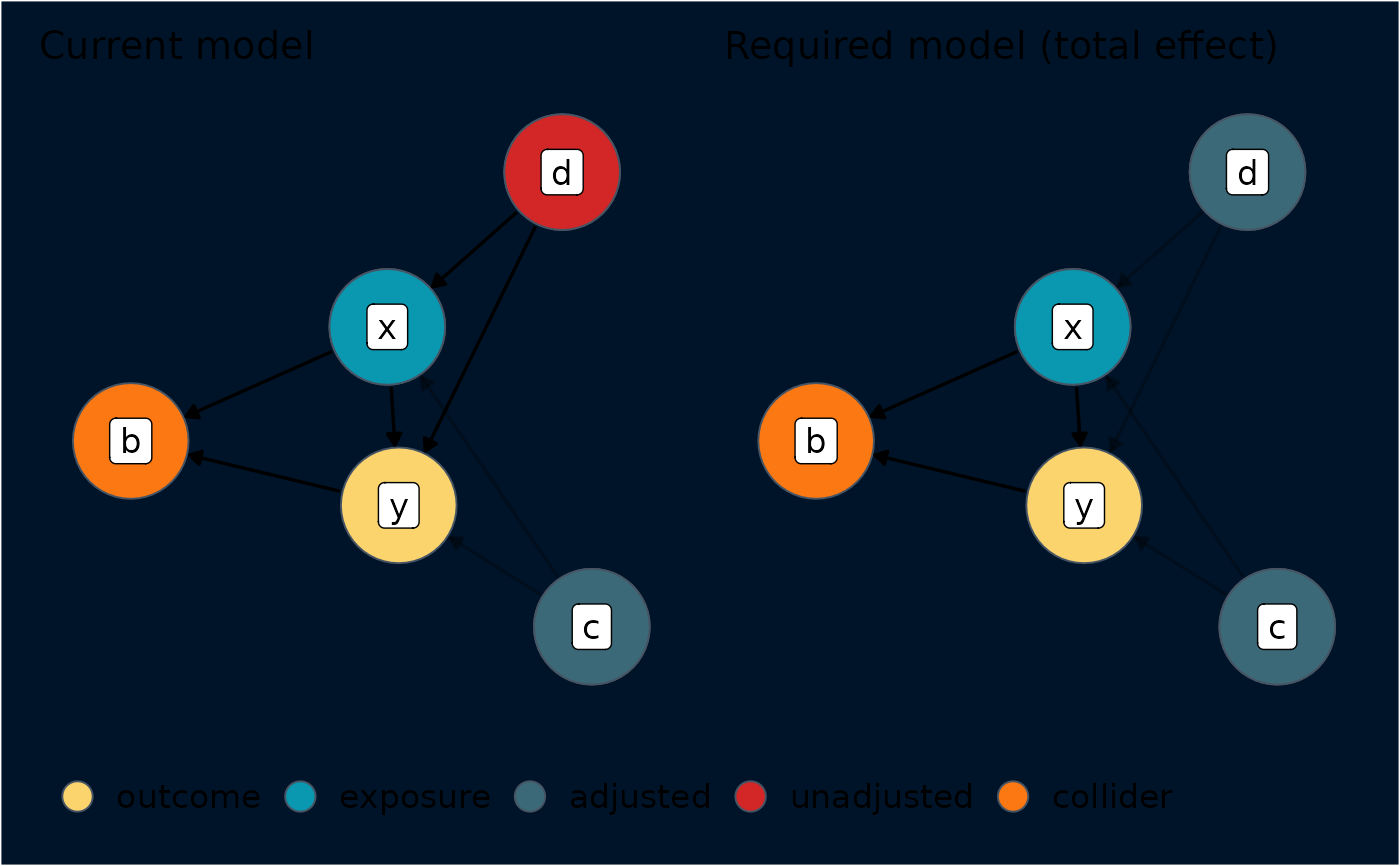 Current model
Required model (total effect)
d
x
b
y
c
d
x
b
y
c
outcome exposure adjusted unadjusted collider